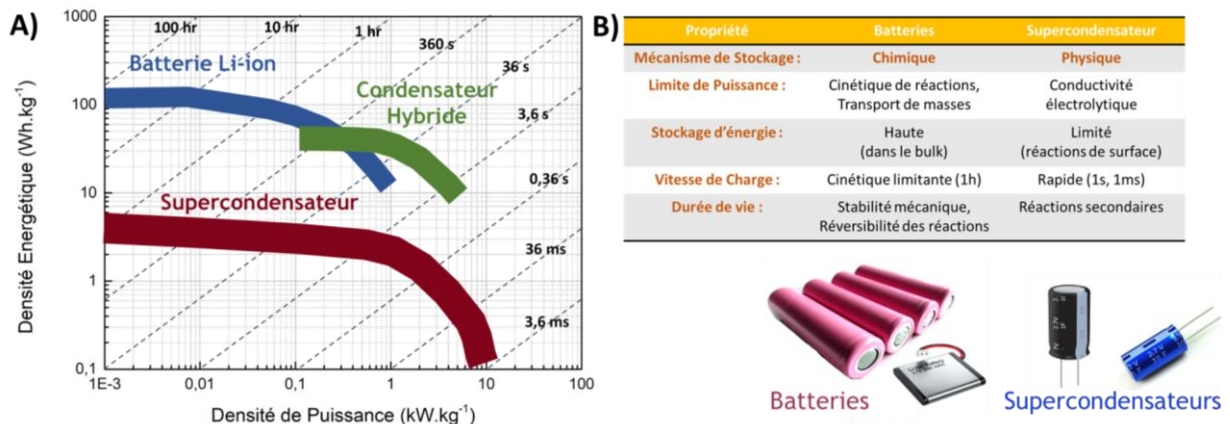 A)
1000
100
10
1
0,1
Densité Energétique (Wh.kg-1)
100 hr
10 hr
1 hr
360 s
36 s
3,6 s
0,36 s
36 ms
3,6 ms
Batterie Li-ion
Condensateur
Hybride
Supercondensateur
1E-3
0,01
0,1
1
10
100
Densité de Puissance (kW.kg-1)
B)
Propriété Batteries Supercondensateur
Mécanisme de Stockage : Chimique Physique
Limite de Puissance : Cinétique de réactions, Conductivité
Transport de masses électrolytique
Stockage d'énergie : Haute Limité
(dans le bulk) (réactions de surface)
Vitesse de Charge : Cinétique limitante (1h) Rapide (1s, 1ms)
Durée de vie : Stabilité mécanique, Réactions secondaires
Réversibilité des réactions
Batteries
Supercondensateurs